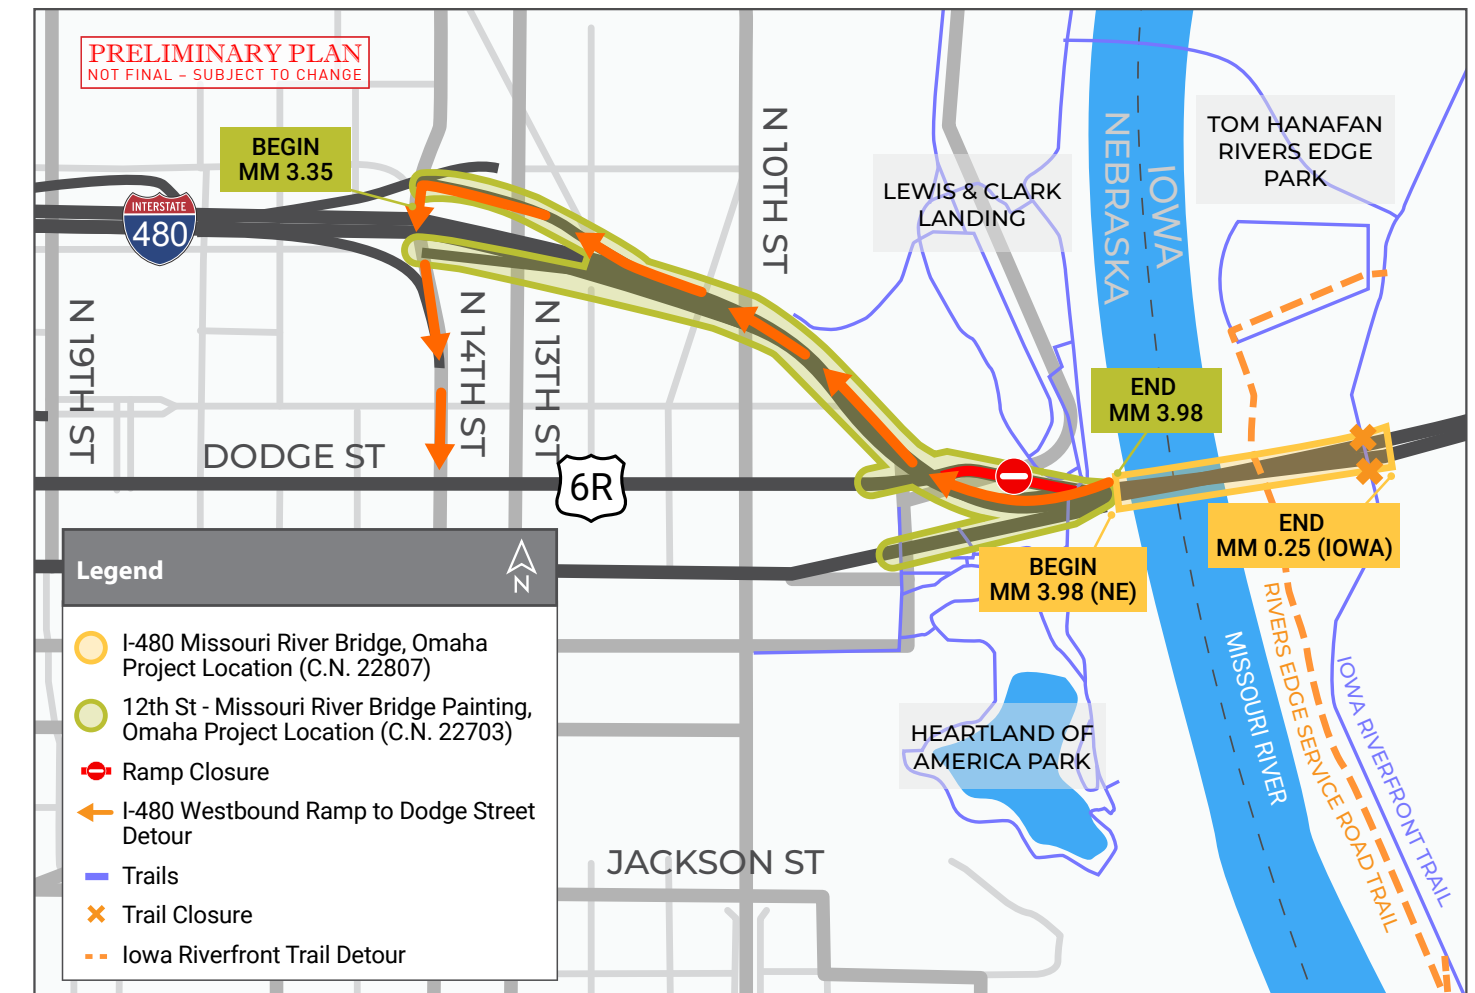 PRELIMINARY PLAN
NOT FINAL – SUBJECT TO CHANGE
BEGIN
MM 3.35
INTERSTATE
480
N 19TH ST
N 14TH ST
N 13TH ST
N 10TH ST
DODGE ST
6R
LEWIS & CLARK
LANDING
NEBRASKA
IOWA
TOM HANAFAN
RIVERS EDGE
PARK
END
MM 3.98
BEGIN
MM 3.98 (NE)
END
MM 0.25 (IOWA)
HEARTLAND OF
AMERICA PARK
MISSOURI RIVER
RIVERS EDGE SERVICE ROAD TRAIL
IOWA RIVERFRONT TRAIL
JACKSON ST
Legend
N
I-480 Missouri River Bridge, Omaha
Project Location (C.N. 22807)
12th St - Missouri River Bridge Painting,
Omaha Project Location (C.N. 22703)
Ramp Closure
I-480 Westbound Ramp to Dodge Street
Detour
Trails
Trail Closure
Iowa Riverfront Trail Detour